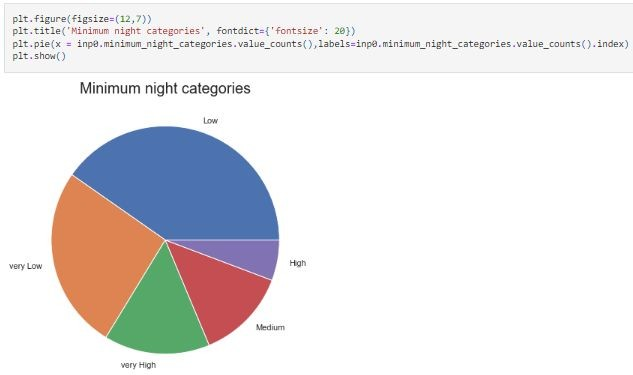 plt.figure(figsize=(12,7))
plt.title('Minimum night categories', fontdict={'fontsize': 20})
plt.pie(x = inp0.minimum_night_categories.value_counts(),labels=inp0.minimum_night_categories.value_counts().index)
plt.show()
Minimum night categories
Low
very Low
High
Medium
very High